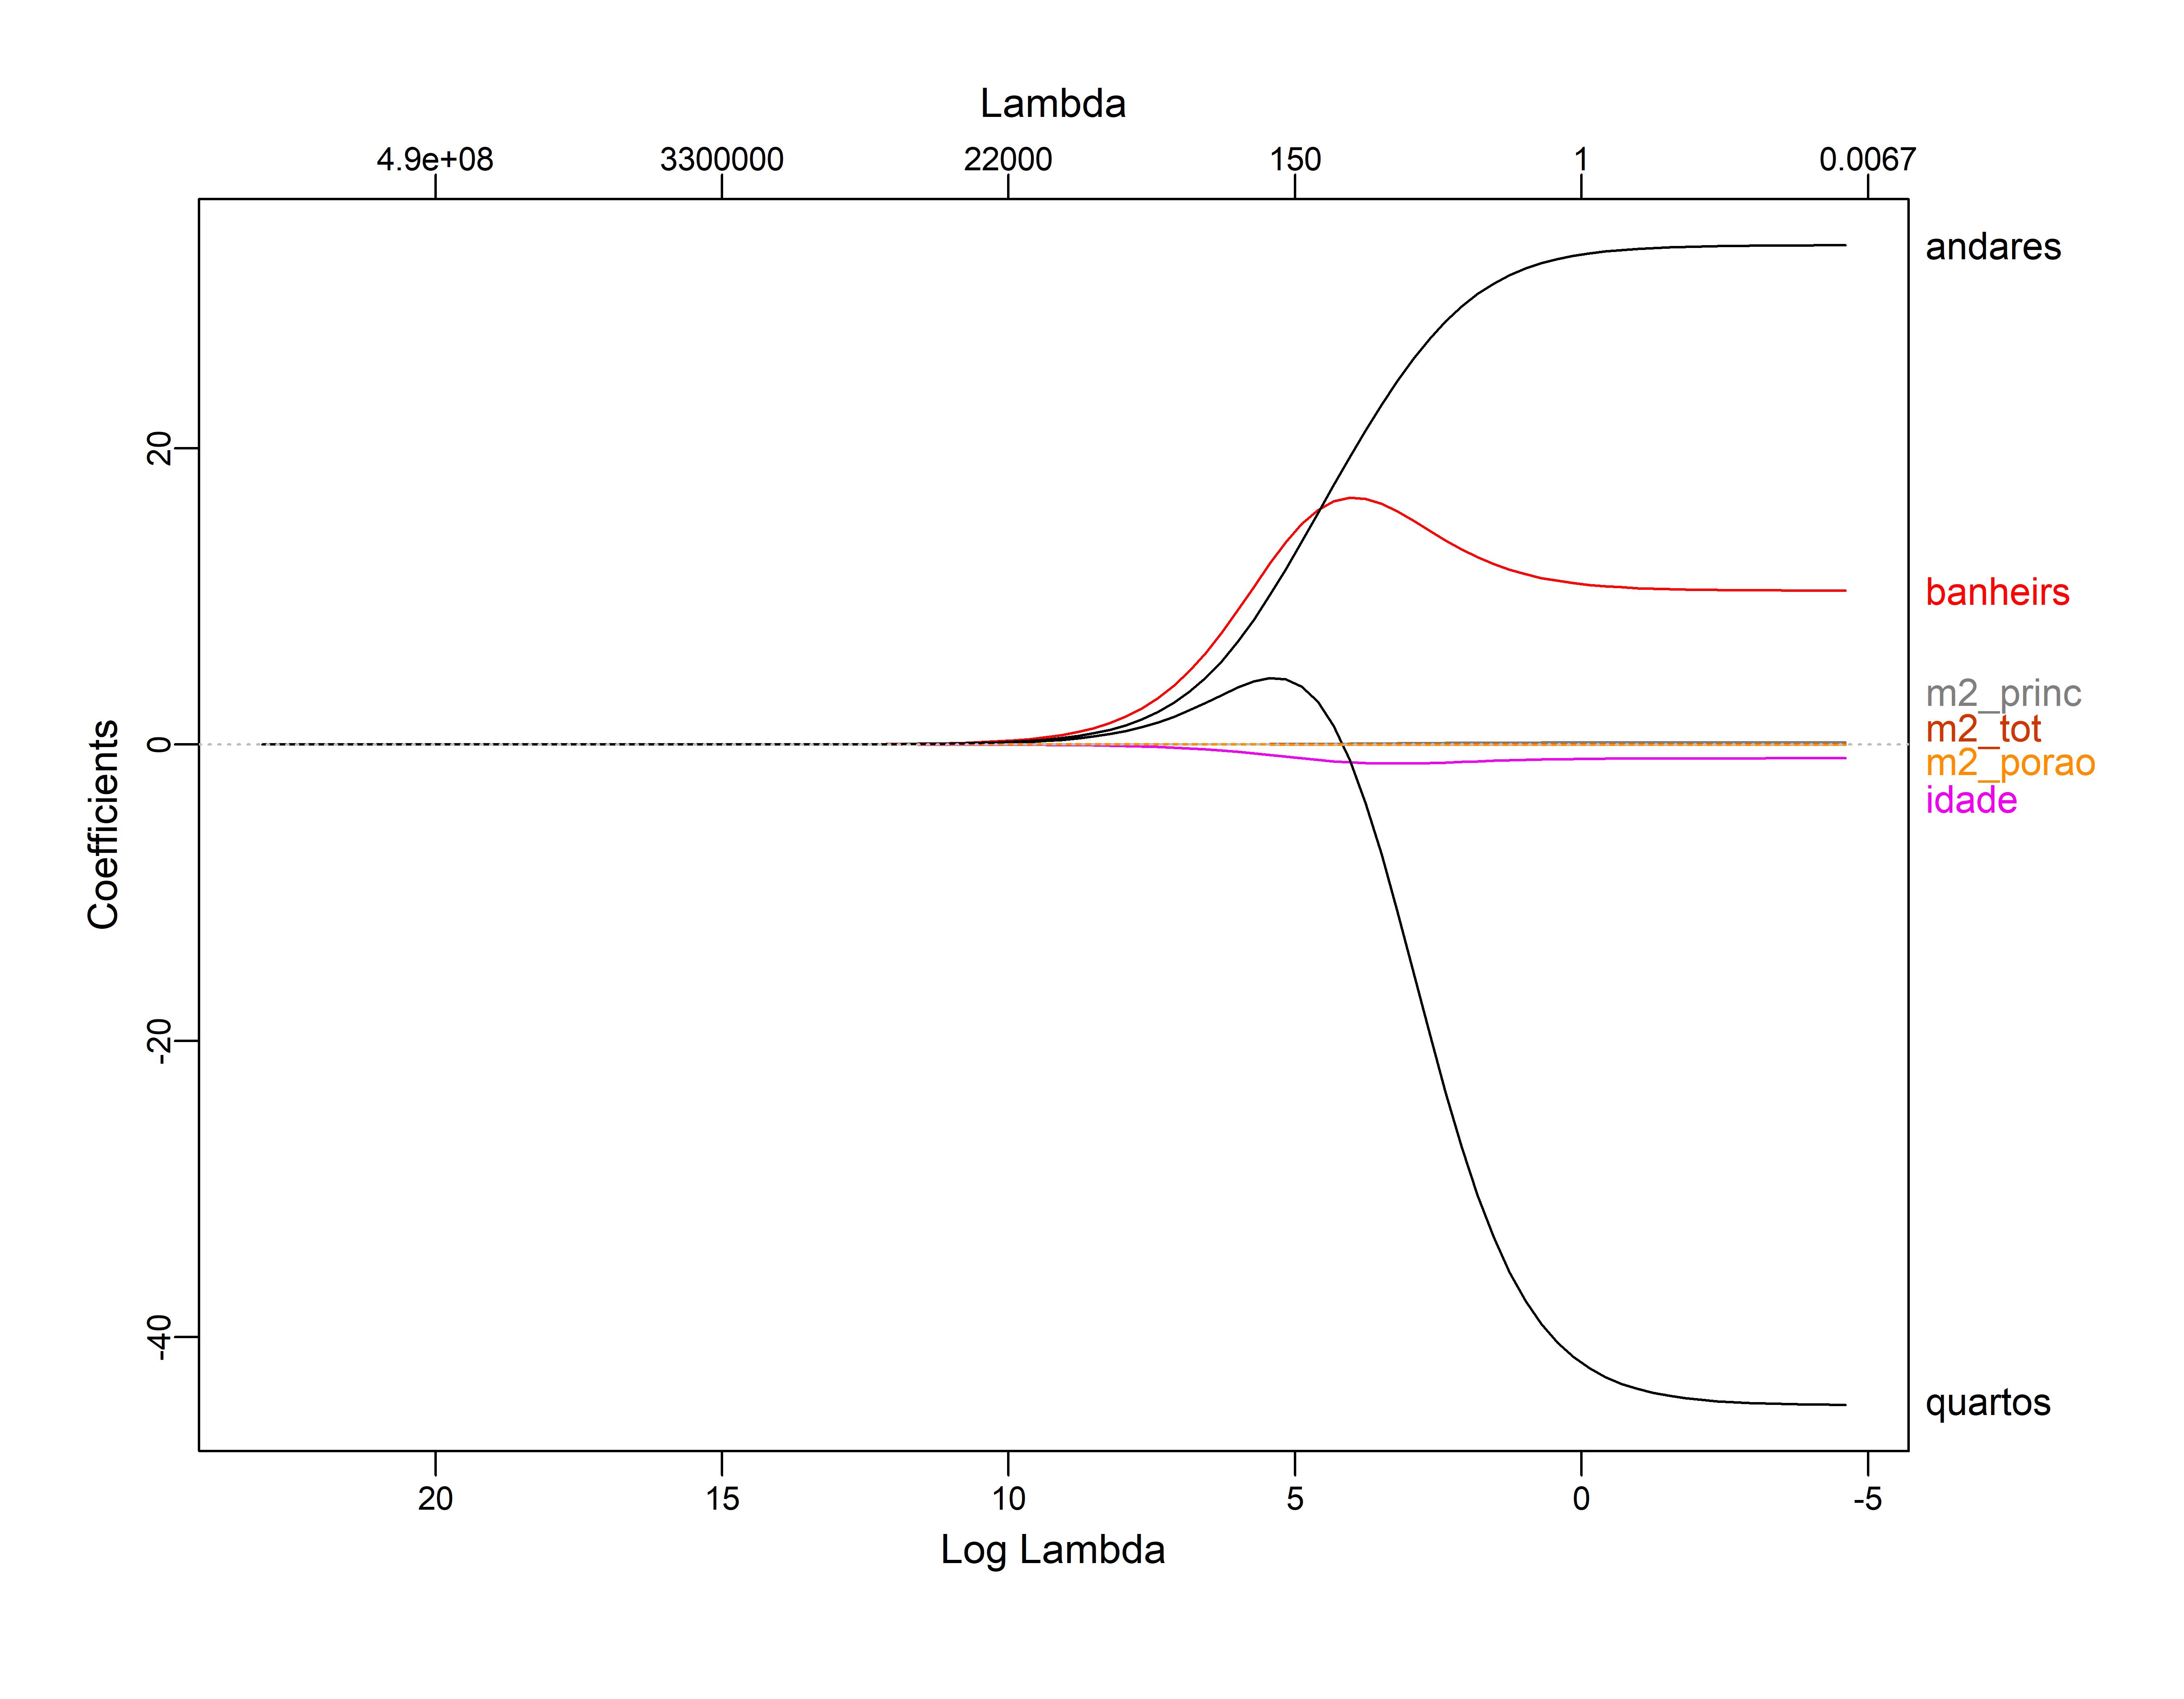 Lambda
4.9e+08 3300000 22000 150 1 0.0067
andares
banheirs
m2_princ
m2_tot
m2_porao
idade
quartos
Coefficients
20
0
-20
-40
20 15 10 5 0 -5
Log Lambda